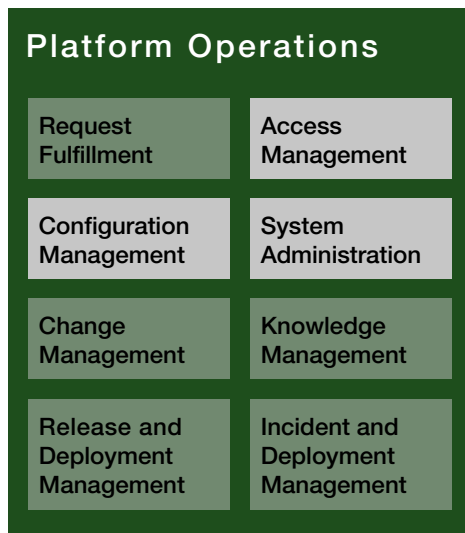 Platform Operations
Request
Fulfillment
Access
Management
Configuration
Management
System
Administration
Change
Management
Knowledge
Management
Release and
Deployment
Management
Incident and
Deployment
Management